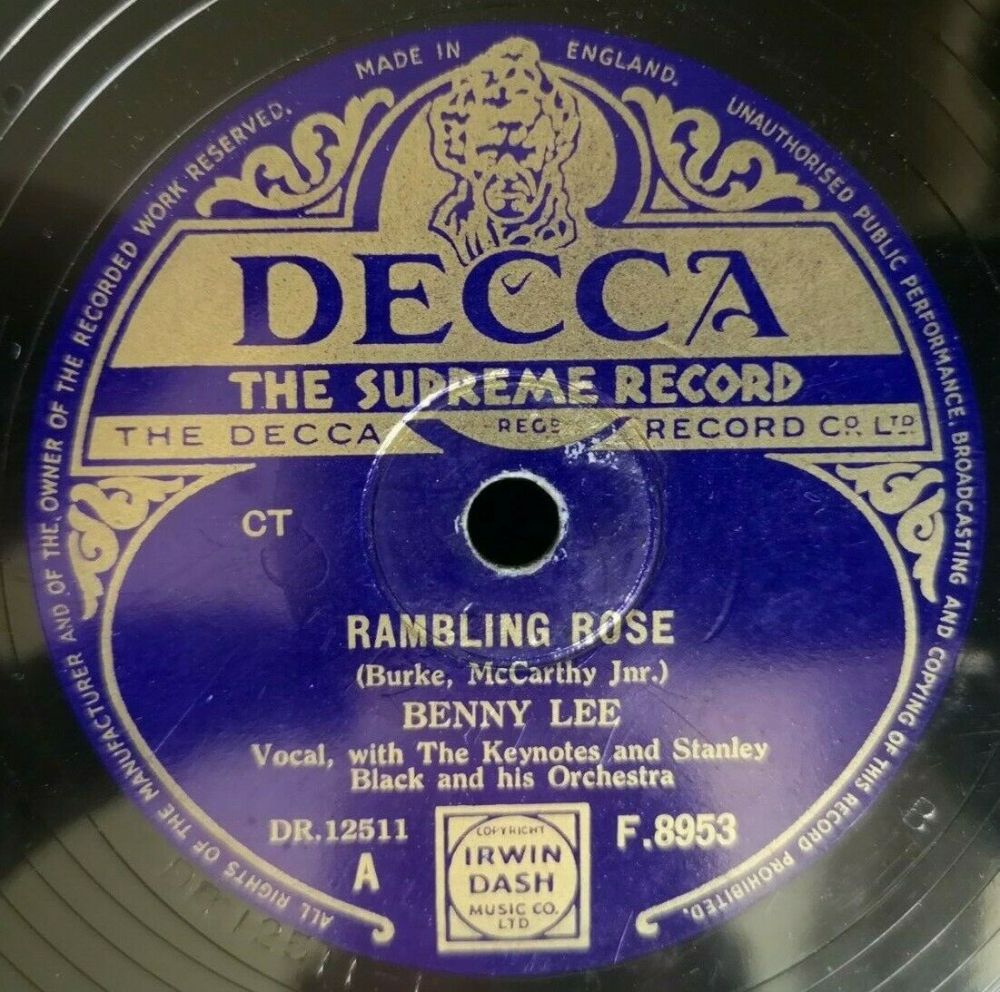 MADE IN ENGLAND.
ALL RIGHTS OF THE MANUFACTURER AND OF THE OWNER OF THE RECORDED WORK RESERVED.
UNAUTHORISED PUBLIC PERFORMANCE, BROADCASTING AND COPYING OF THIS RECORD PROHIBITED.
DECCA
THE SUPREME RECORD
THE DECCA REGD RECORD CO. LTD
CT
RAMBLING ROSE
(Burke, McCarthy Jnr.)
BENNY LEE
Vocal, with The Keynotes and Stanley
Black and his Orchestra
DR.12511 F.8953
A
COPYRIGHT
IRWIN
DASH
MUSIC CO.
LTD